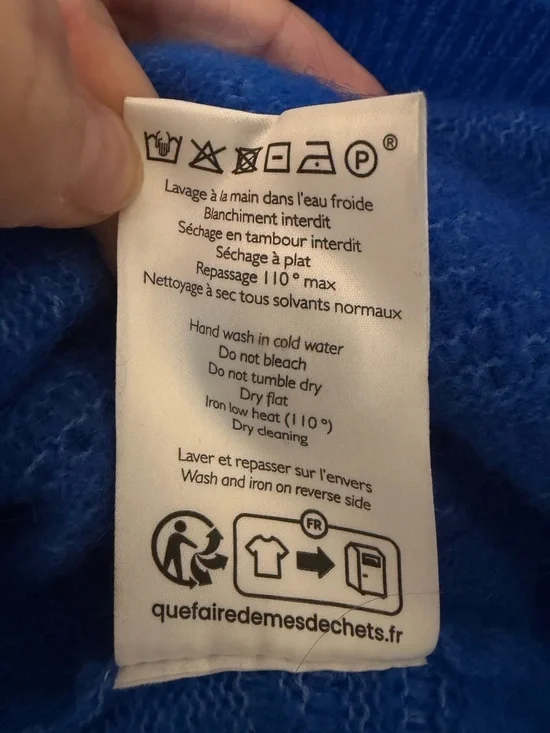 P ®
Lavage à la main dans l'eau froide
Blanchiment interdit
Séchage en tambour interdit
Séchage à plat
Repassage 110° max
Nettoyage à sec tous solvants normaux
Hand wash in cold water
Do not bleach
Do not tumble dry
Dry flat
Iron low heat (110°)
Dry cleaning
Laver et repasser sur l'envers
Wash and iron on reverse side
FR
quefairedemesdechets.fr